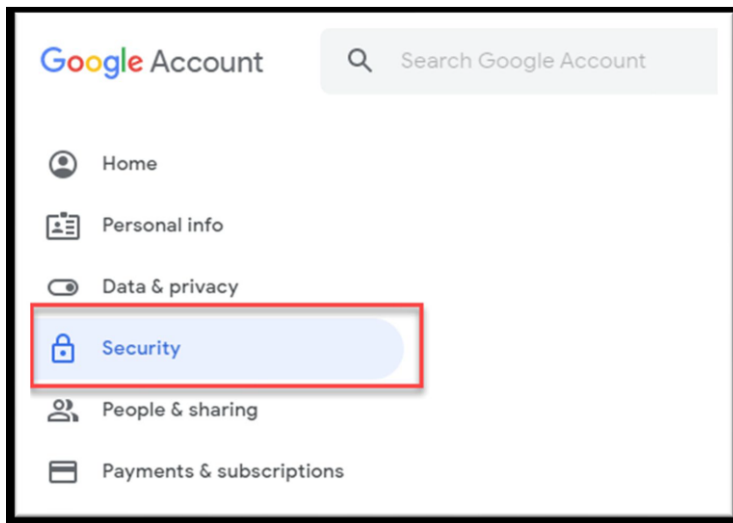 Google Account
Search Google Account
Home
Personal info
Data & privacy
Security
People & sharing
Payments & subscriptions